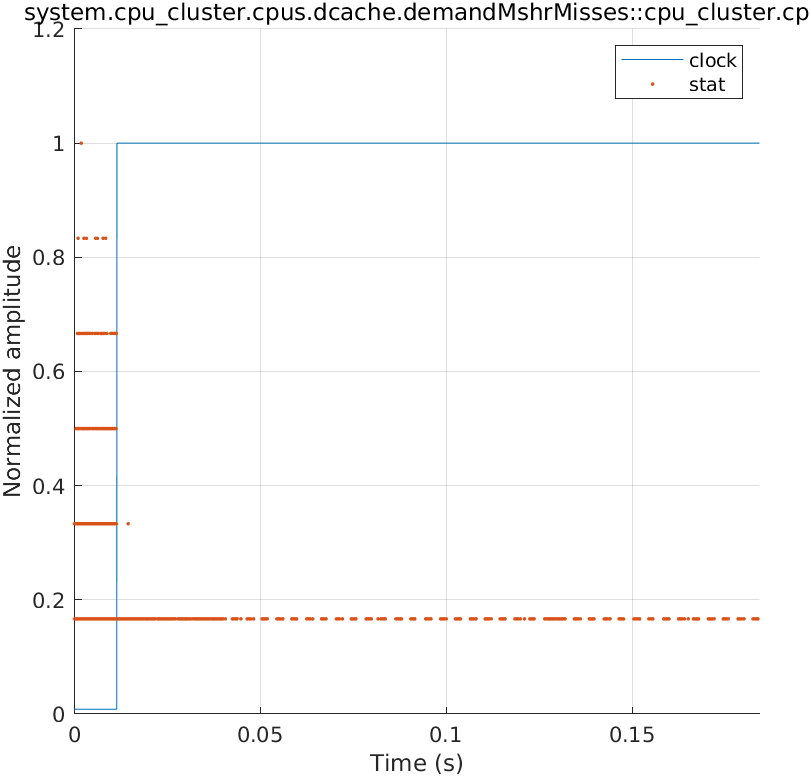 system.cpu_cluster.cpus.dcache.demandMshrMisses::cpu_cluster.cp
1.2
1
0.8
0.6
0.4
0.2
0
clock
stat
Normalized amplitude
0
0.05
0.1
0.15
Time (s)